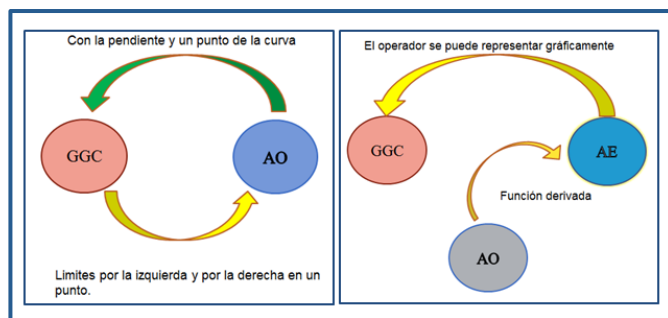 Con la pendiente y un punto de la curva
GGC
AO
Limites por la izquierda y por la derecha en un
punto.
El operador se puede representar gráficamente
GGC
AE
Función derivada
AO